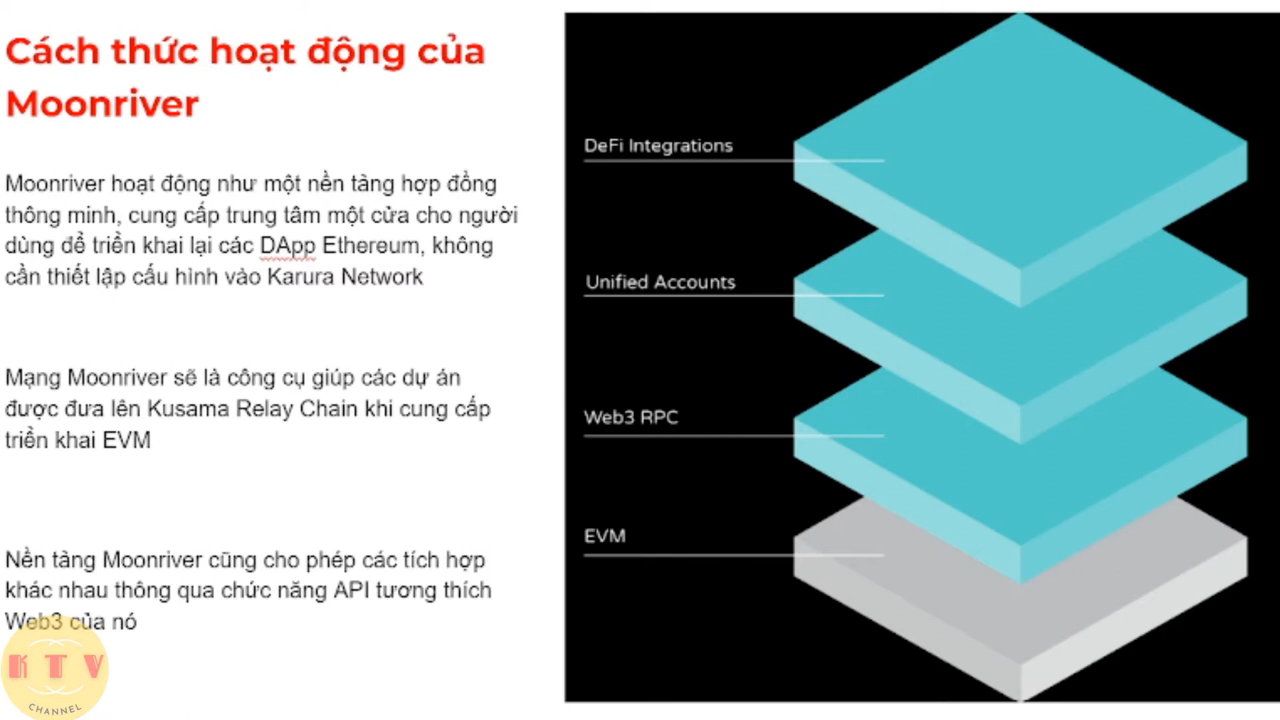 Cách thức hoạt động của
Moonriver
Moonriver hoạt động như một nền tảng hợp đồng
thông minh, cung cấp trung tâm một cửa cho người
dùng để triển khai lại các DApp Ethereum, không
cần thiết lập cấu hình vào Karura Network
Mạng Moonriver sẽ là công cụ giúp các dự án
được đưa lên Kusama Relay Chain khi cung cấp
triển khai EVM
Nền tảng Moonriver cũng cho phép các tích hợp
khác nhau thông qua chức năng API tương thích
Web3 của nó
KTV
CHANNEL
DeFi Integrations
Unified Accounts
Web3 RPC
EVM